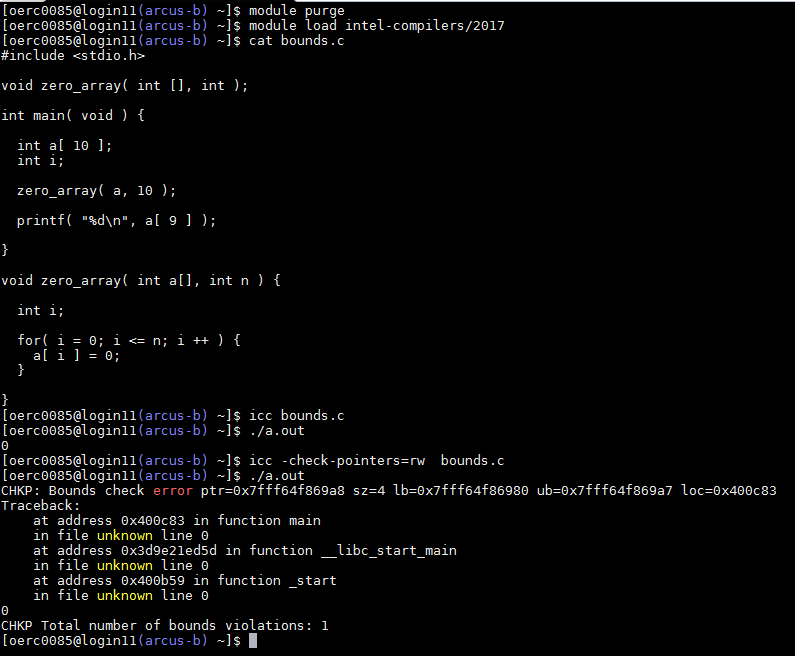 [oerc0085@login11(arcus-b) ~]$ module purge
[oerc0085@login11(arcus-b) ~]$ module load intel-compilers/2017
[oerc0085@login11(arcus-b) ~]$ cat bounds.c
#include <stdio.h>

void zero_array( int [], int );

int main( void ) {

  int a[ 10 ];
  int i;

  zero_array( a, 10 );

  printf( "%d\n", a[ 9 ] );

}

void zero_array( int a[], int n ) {

  int i;

  for( i = 0; i <= n; i ++ ) {
    a[ i ] = 0;
  }

}
[oerc0085@login11(arcus-b) ~]$ icc bounds.c
[oerc0085@login11(arcus-b) ~]$ ./a.out
0
[oerc0085@login11(arcus-b) ~]$ icc -check-pointers=rw  bounds.c
[oerc0085@login11(arcus-b) ~]$ ./a.out
CHKP: Bounds check error ptr=0x7fff64f869a8 sz=4 lb=0x7fff64f86980 ub=0x7fff64f869a7 loc=0x400c83
Traceback:
    at address 0x400c83 in function main
    in file unknown line 0
    at address 0x3d9e21ed5d in function __libc_start_main
    in file unknown line 0
    at address 0x400b59 in function _start
    in file unknown line 0
0
CHKP Total number of bounds violations: 1
[oerc0085@login11(arcus-b) ~]$